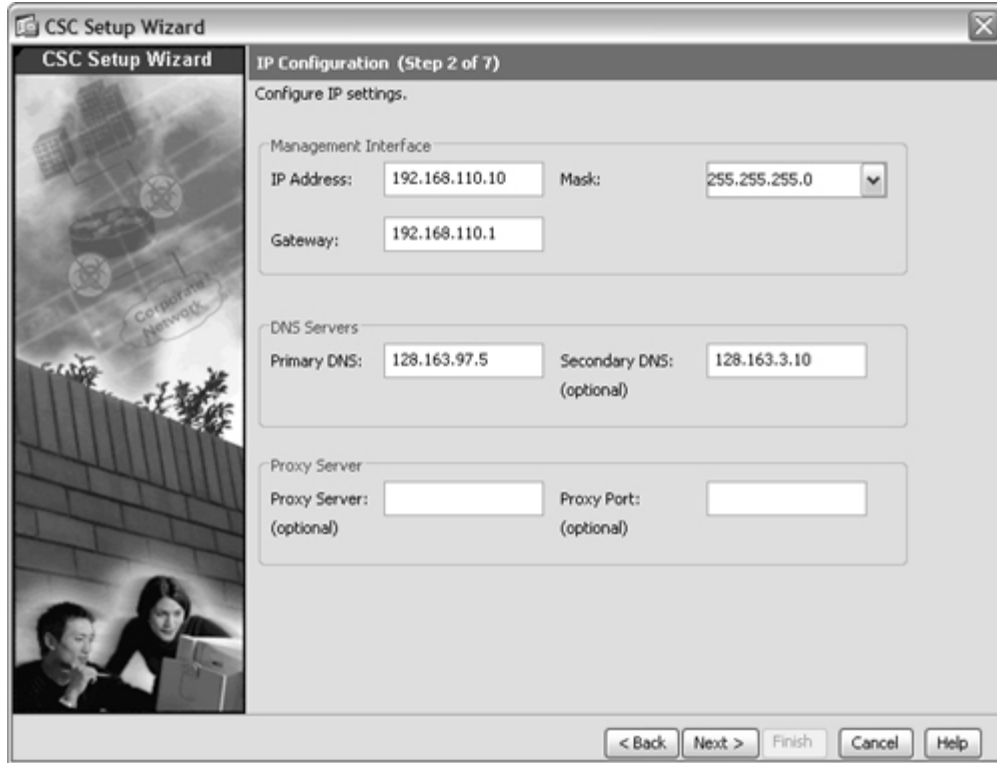 CSC Setup Wizard
CSC Setup Wizard
IP Configuration (Step 2 of 7)
Configure IP settings.
Management Interface
IP Address: 192.168.110.10 Mask: 255.255.255.0
Gateway: 192.168.110.1
DNS Servers
Primary DNS: 128.163.97.5 Secondary DNS: 128.163.3.10
(optional)
Proxy Server
Proxy Server: Proxy Port:
(optional) (optional)
Corporate
Network
< Back Next > Finish Cancel Help